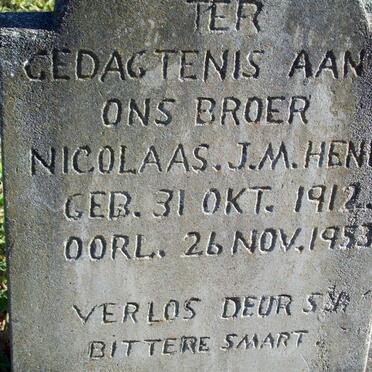 TER
GEDAGTENIS AAN
ONS BROER
NICOLAAS. J. M. HEN
GEB. 31 OKT. 1912.
OORL. 26 NOV. 1953
VERLOS DEUR SY
BITTERE SMART.